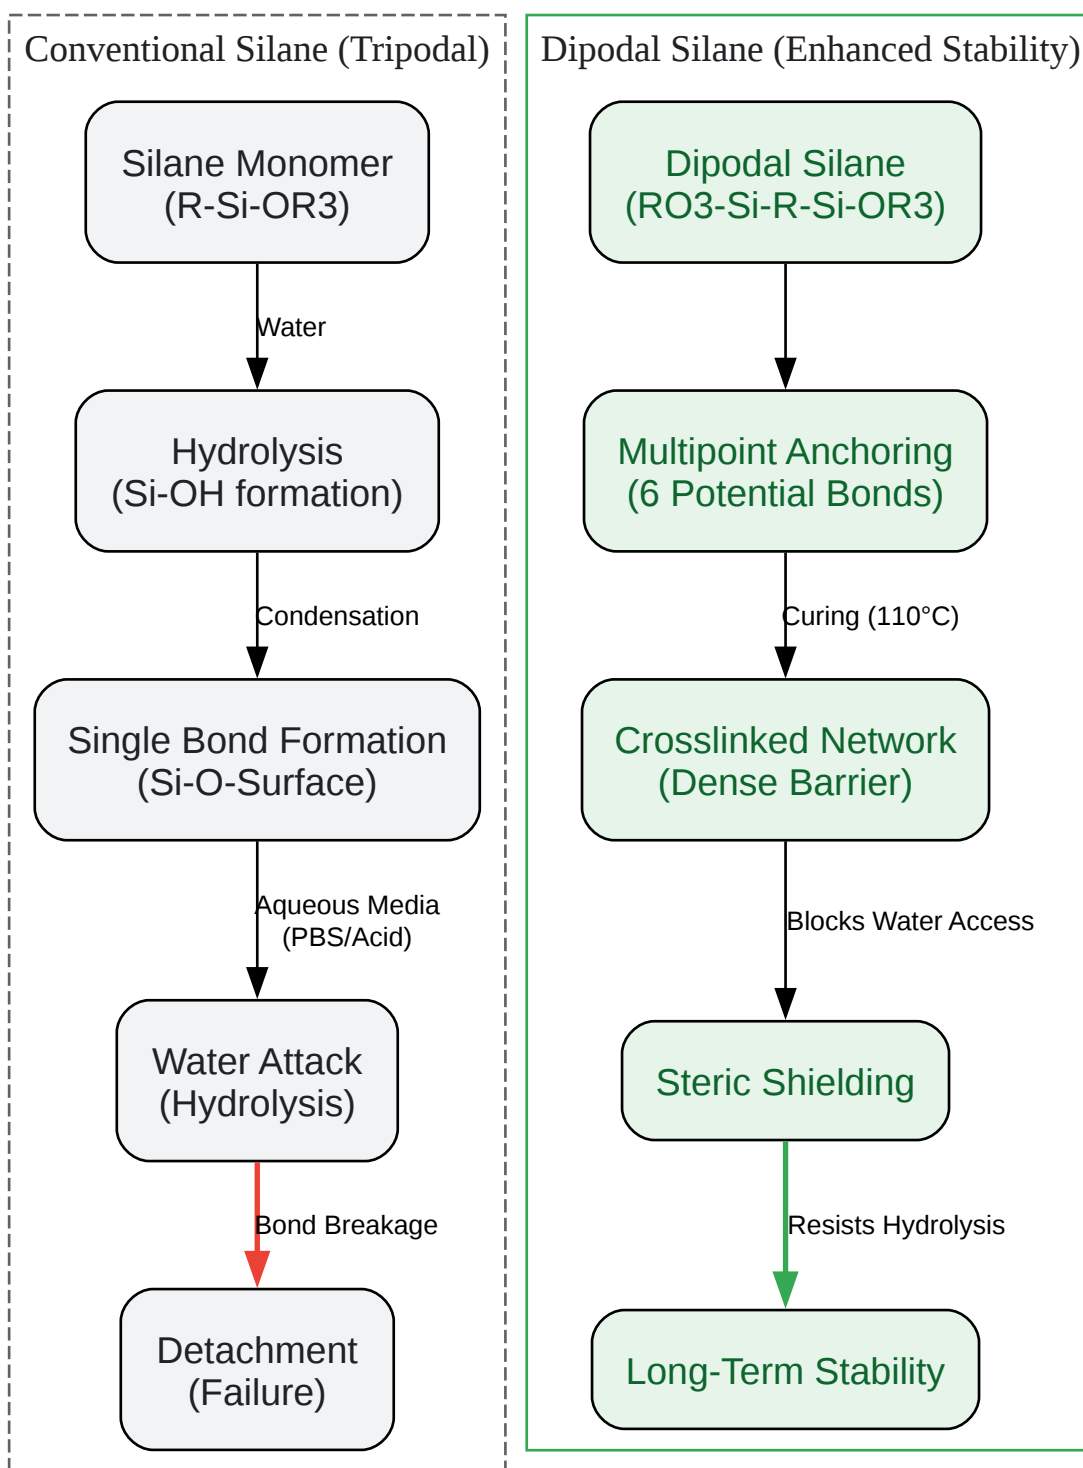 Conventional Silane (Tripodal)
Silane Monomer
(R-Si-OR3)
Water
Hydrolysis
(Si-OH formation)
Condensation
Single Bond Formation
(Si-O-Surface)
Aqueous Media
(PBS/Acid)
Water Attack
(Hydrolysis)
Bond Breakage
Detachment
(Failure)
Dipodal Silane (Enhanced Stability)
Dipodal Silane
(RO3-Si-R-Si-OR3)
Multipoint Anchoring
(6 Potential Bonds)
Curing (110°C)
Crosslinked Network
(Dense Barrier)
Blocks Water Access
Steric Shielding
Resists Hydrolysis
Long-Term Stability